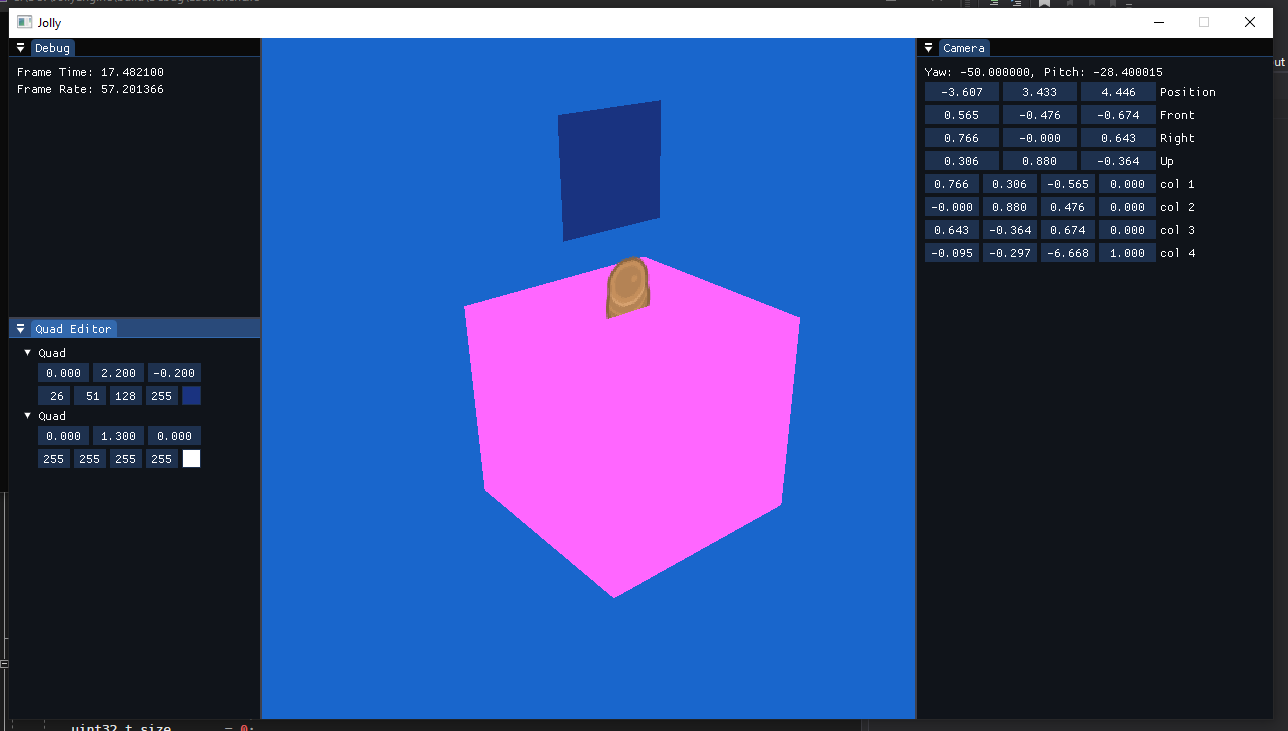 Jolly
Debug
Frame Time: 17.482100
Frame Rate: 57.201366
Quad Editor
Quad
0.000 2.200 -0.200
26 51 128 255
Quad
0.000 1.300 0.000
255 255 255 255
Camera
Yaw: -50.000000, Pitch: -28.400015
-3.607 3.433 4.446 Position
0.565 -0.476 -0.674 Front
0.766 -0.000 0.643 Right
0.306 0.880 -0.364 Up
0.766 0.306 -0.565 0.000 col 1
-0.000 0.880 0.476 0.000 col 2
0.643 -0.364 0.674 0.000 col 3
-0.095 -0.297 -6.668 1.000 col 4
ut
uint32_t size = 0;